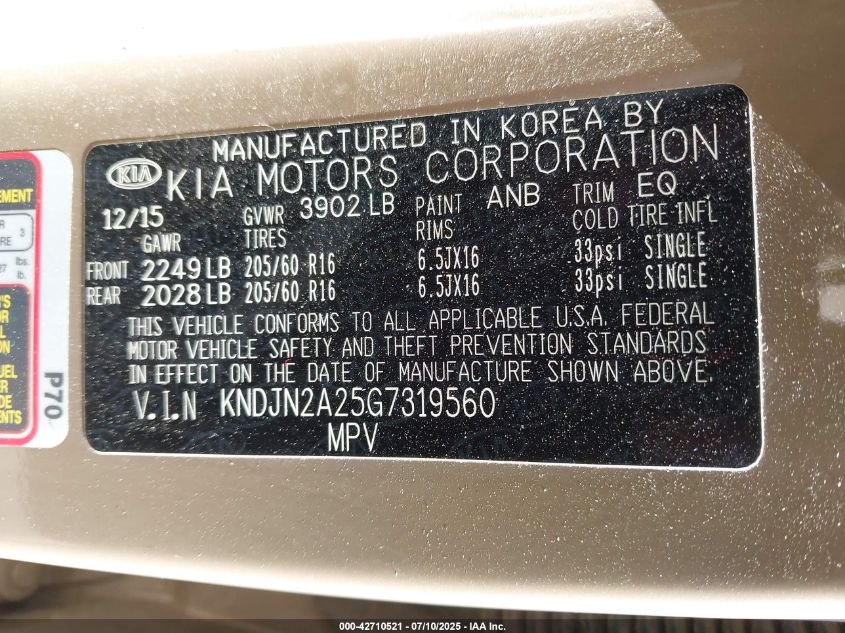 MANUFACTURED IN KOREA BY
KIA KIA MOTORS CORPORATION
12/15 GVWR 3902 LB PAINT ANB TRIM EQ
GAWR TIRES RIMS COLD TIRE INFL
FRONT 2249 LB 205/60 R16 6.5JX16 33psi SINGLE
REAR 2028 LB 205/60 R16 6.5JX16 33psi SINGLE
THIS VEHICLE CONFORMS TO ALL APPLICABLE U.S.A. FEDERAL
MOTOR VEHICLE SAFETY AND THEFT PREVENTION STANDARDS
IN EFFECT ON THE DATE OF MANUFACTURE SHOWN ABOVE.
V.I.N KNDJN2A25G7319560
MPV
P70
3
lbs.
lb.
000-42710521 - 07/10/2025 - IAA Inc.